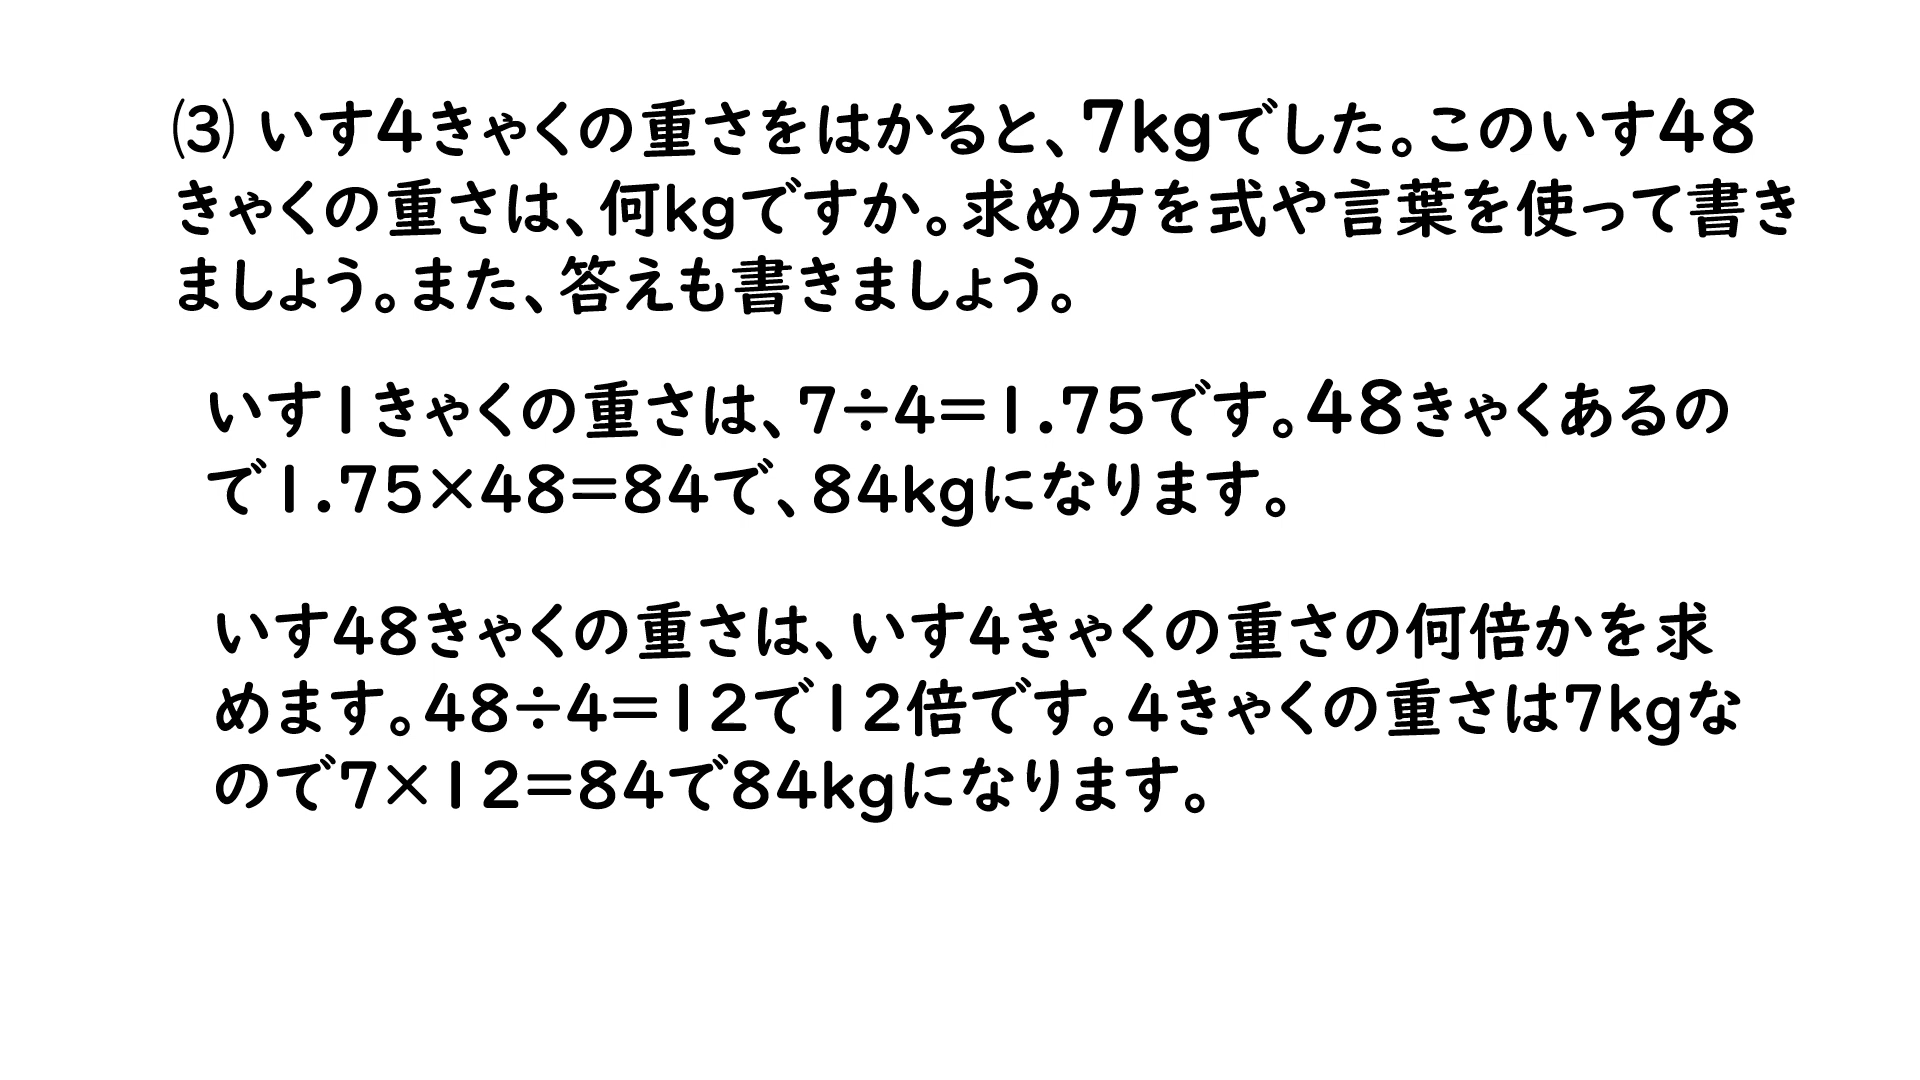 ⑶ いす4きゃくの重さをはかると、7kgでした。このいす48
きゃくの重さは、何kgですか。求め方を式や言葉を使って書き
ましょう。また、答えも書きましょう。
いす1きゃくの重さは、7÷4=1.75です。48きゃくあるの
で1.75×48=84で、84kgになります。
いす48きゃくの重さは、いす4きゃくの重さの何倍かを求
めます。48÷4=12で12倍です。4きゃくの重さは7kgな
ので7×12=84で84kgになります。